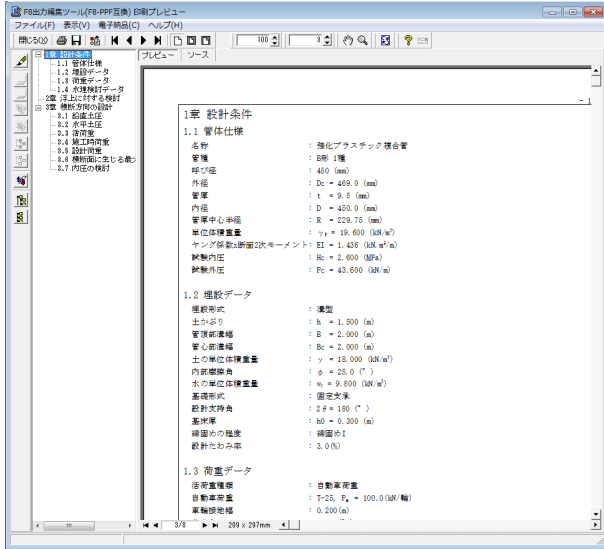 F8出力編集ツール(F8-PPF互換) 印刷プレビュー
ファイル(F) 表示(V) 電子納品(C) ヘルプ(H)
閉じる(X) 100 3
プレビュー ソース
1章 設計条件
1.1 管体仕様
1.2 埋設データ
1.3 荷重データ
1.4 水理検討データ
2章 浮上に対する検討
3章 横断方向の設計
3.1 鉛直土圧
3.2 水平土圧
3.3 活荷重
3.4 施工時荷重
3.5 設計荷重
3.6 横断面に生じる最大
3.7 内圧の検討
- 1
1章 設計条件
1.1 管体仕様
名称 : 強化プラスチック複合管
管種 : B形 1種
呼び径 : 450 (mm)
外径 : Dc = 469.0 (mm)
管厚 : t = 9.5 (mm)
内径 : D = 450.0 (mm)
管厚中心半径 : R = 229.75 (mm)
単位体積重量 : γp = 19.600 (kN/m³)
ヤング係数x断面2次モーメント : EI = 1.436 (kN.m²/m)
試験内圧 : Hc = 2.600 (MPa)
試験外圧 : Pc = 43.600 (kN/m)
1.2 埋設データ
埋設形式 : 溝型
土かぶり : h = 1.500 (m)
管頂部溝幅 : B = 2.000 (m)
管心部溝幅 : Bc = 2.000 (m)
土の単位体積重量 : γ = 18.000 (kN/m³)
内部摩擦角 : φ = 25.0 (°)
水の単位体積重量 : w₀ = 9.800 (kN/m³)
基礎形式 : 固定支承
設計支持角 : 2θ = 180 (°)
基床厚 : h0 = 0.300 (m)
締固めの程度 : 締固めI
設計たわみ率 : 3.0(%)
1.3 荷重データ
活荷重種類 : 自動車荷重
自動車荷重 : T-25, P = 100.0(kN/輪)
車輪接地幅 : 0.200(m)
3/8 209 x 297mm